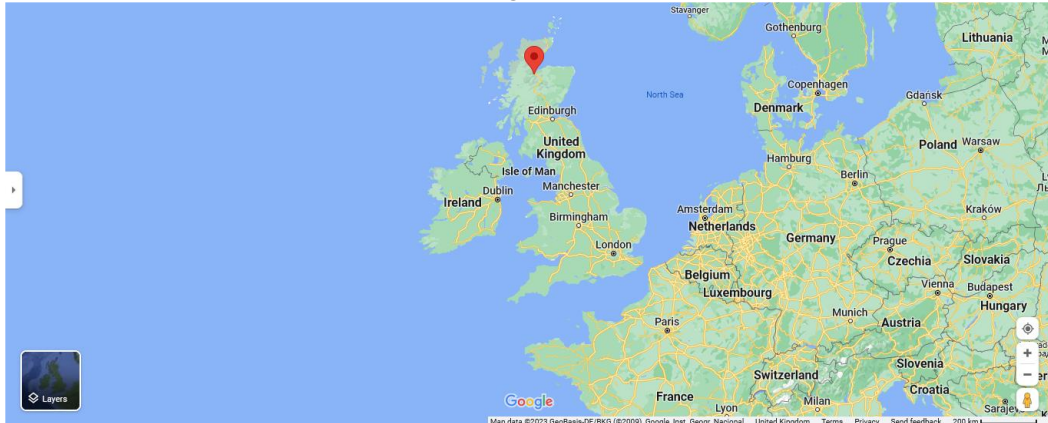 Stavanger
Gothenburg
Lithuania
Copenhagen
North Sea
Gdańsk
Denmark
Edinburgh
United
Kingdom
Poland
Warsaw
Hamburg
Isle of Man
Berlin
Dublin
Manchester
Ireland
Amsterdam
Kraków
Birmingham
Netherlands
Germany
London
Prague
Czechia
Slovakia
Belgium
Vienna
Budapest
Luxembourg
Hungary
Munich
Paris
Austria
Slovenia
Switzerland
Croatia
Layers
France
Google
Lyon
Milan
Map data ©2023 GeoBasis-DE/BKG (©2009), Google, Inst. Geogr. Nacional
United Kingdom
Terms
Privacy
Send feedback
200 km